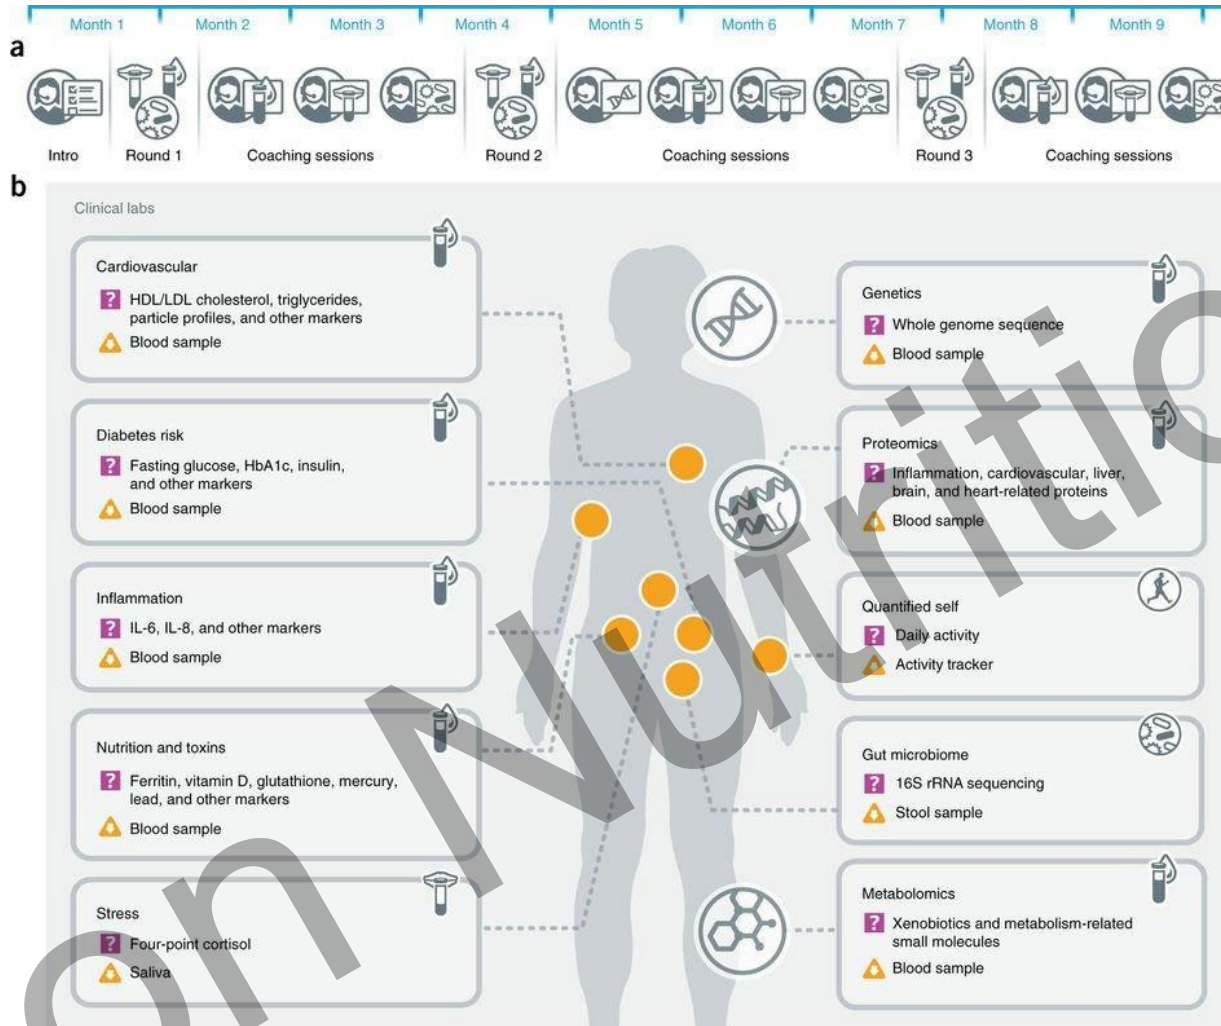 Month 1 Month 2 Month 3 Month 4 Month 5 Month 6 Month 7 Month 8 Month 9
a
Intro Round 1 Coaching sessions Round 2 Coaching sessions Round 3 Coaching sessions
b
Clinical labs
Cardiovascular
? HDL/LDL cholesterol, triglycerides,
particle profiles, and other markers
Blood sample
Diabetes risk
? Fasting glucose, HbA1c, insulin,
and other markers
Blood sample
Inflammation
? IL-6, IL-8, and other markers
Blood sample
Nutrition and toxins
? Ferritin, vitamin D, glutathione, mercury,
lead, and other markers
Blood sample
Stress
? Four-point cortisol
Saliva
Genetics
? Whole genome sequence
Blood sample
Proteomics
? Inflammation, cardiovascular, liver,
brain, and heart-related proteins
Blood sample
Quantified self
? Daily activity
Activity tracker
Gut microbiome
? 16S rRNA sequencing
Stool sample
Metabolomics
? Xenobiotics and metabolism-related
small molecules
Blood sample
on Nutritio